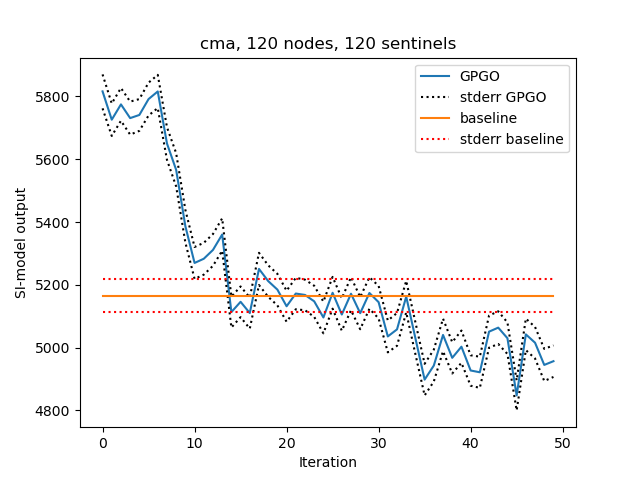 cma, 120 nodes, 120 sentinels
GPGO
stderr GPGO
baseline
stderr baseline
SI-model output
5800
5600
5400
5200
5000
4800
0 10 20 30 40 50
Iteration